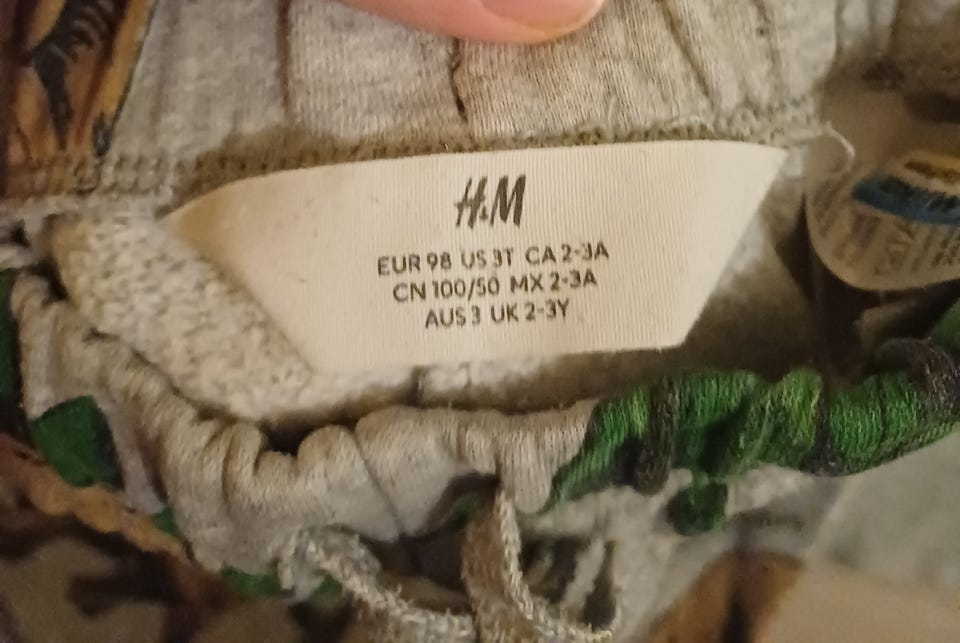 H&M
EUR 98 US 3T CA 2-3A
CN 100/50 MX 2-3A
AUS 3 UK 2-3Y